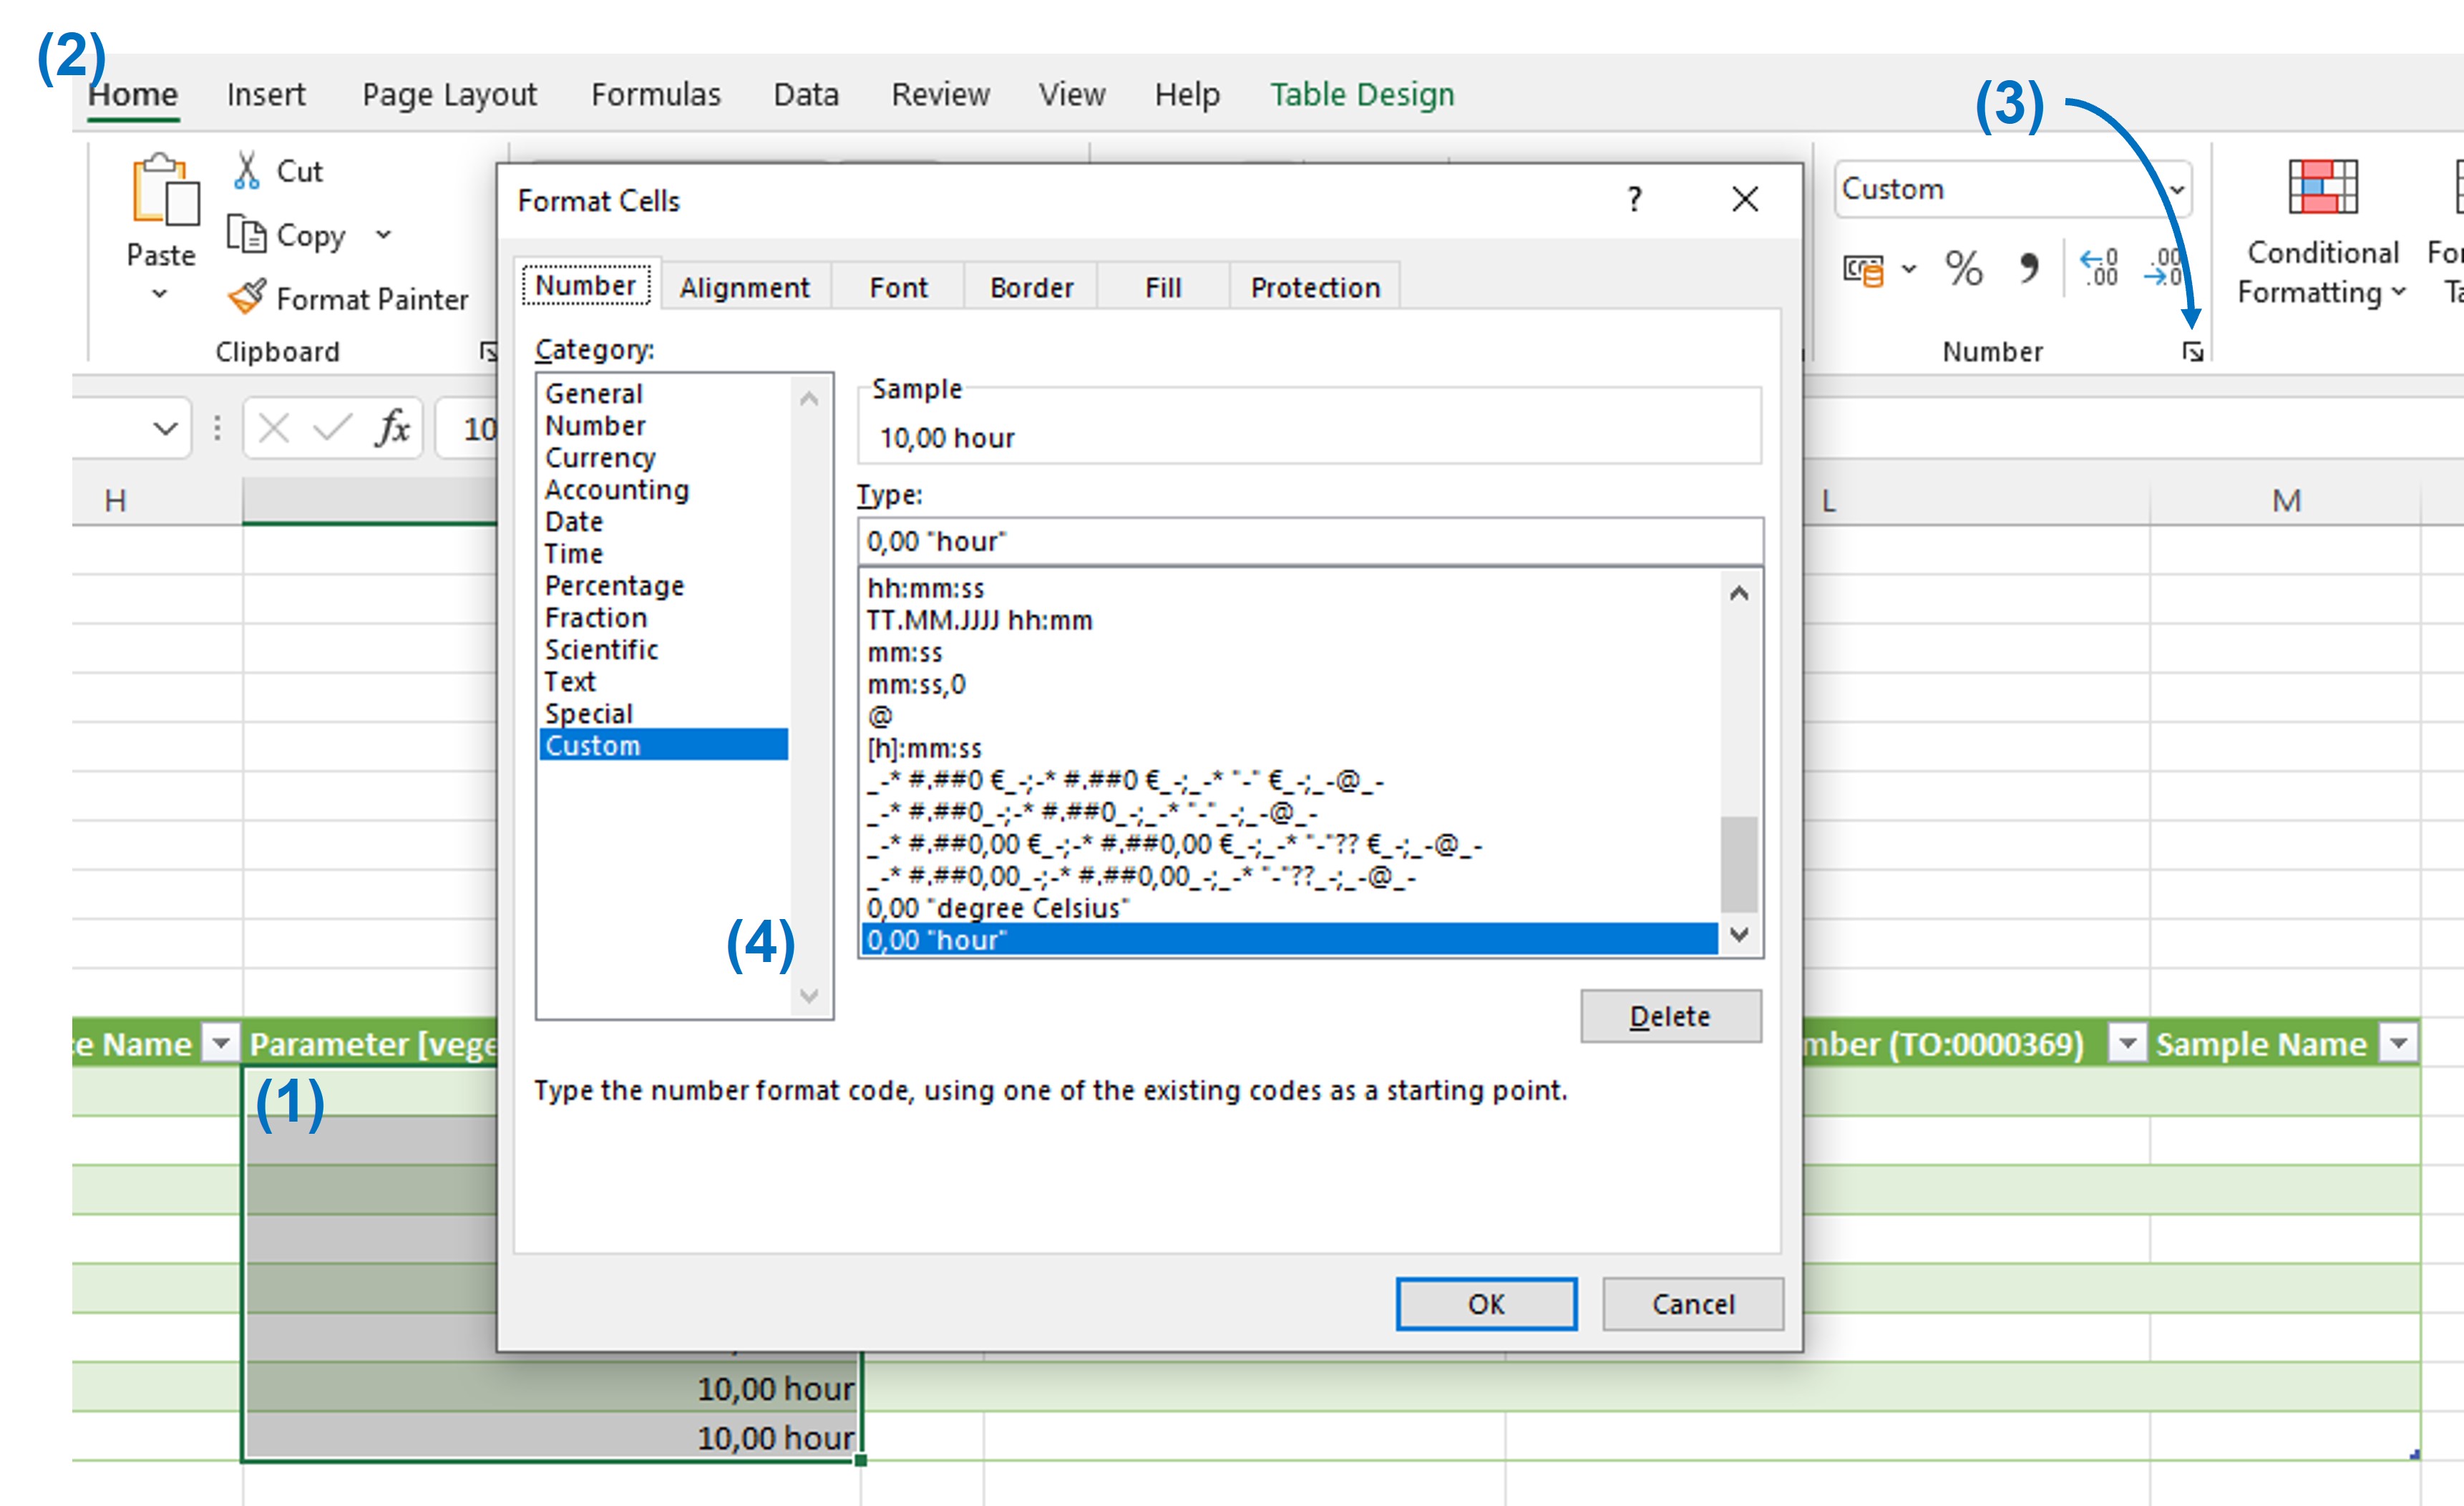 (2)
Home Insert Page Layout Formulas Data Review View Help Table Design
(3)
Cut
Copy
Format Painter
Paste
Clipboard
Custom
% , ←0 .00 .00 →0
Number
Conditional
Formatting
Format Cells ? X
Number Alignment Font Border Fill Protection
Category:
General
Number
Currency
Accounting
Date
Time
Percentage
Fraction
Scientific
Text
Special
Custom
(4)
Sample
10,00 hour
Type:
0,00 "hour"
hh:mm:ss
TT.MM.JJJJ hh:mm
mm:ss
mm:ss,0
@
[h]:mm:ss
_-* #.##0 €_-;-* #.##0 €_-;_-* "-" €_-;_-@_-
_-* #.##0_-;-* #.##0_-;_-* "-"_-;_-@_-
_-* #.##0,00 €_-;-* #.##0,00 €_-;_-* "-"?? €_-;_-@_-
_-* #.##0,00_-;-* #.##0,00_-;_-* "-"??_-;_-@_-
0,00 "degree Celsius"
0,00 "hour"
Delete
Type the number format code, using one of the existing codes as a starting point.
OK Cancel
fx 10
H L M
e Name Parameter [vege mber (TO:0000369) Sample Name
(1)
10,00 hour
10,00 hour